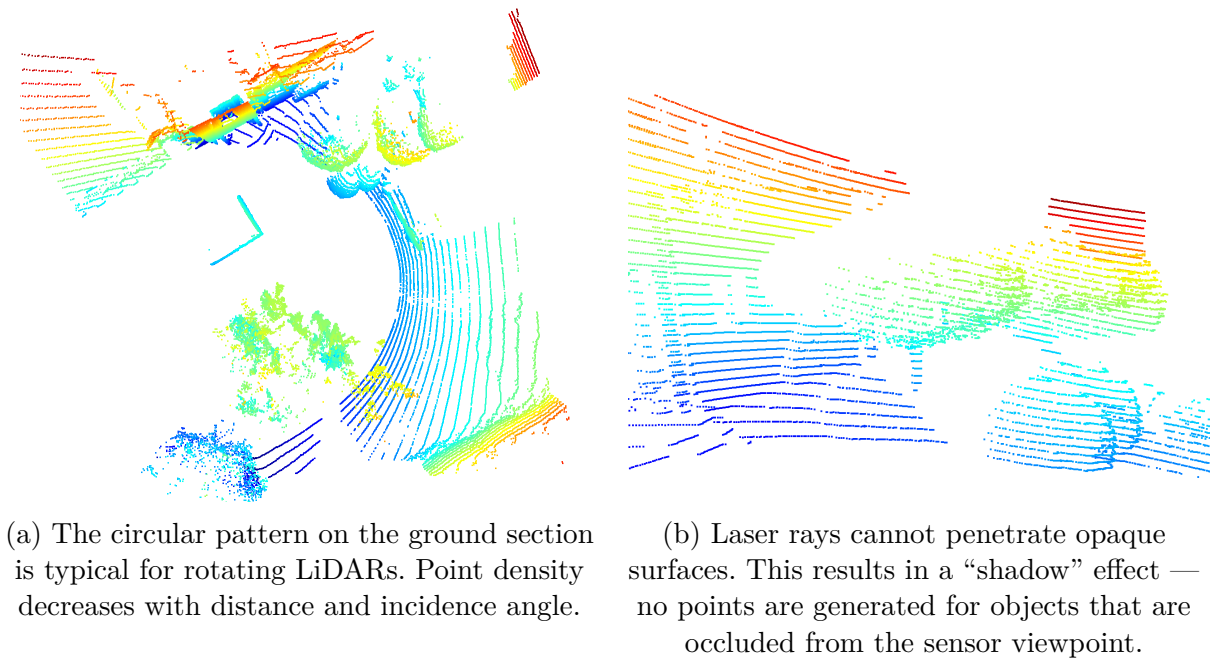 (a) The circular pattern on the ground section
is typical for rotating LiDARs. Point density
decreases with distance and incidence angle.
(b) Laser rays cannot penetrate opaque
surfaces. This results in a “shadow” effect —
no points are generated for objects that are
occluded from the sensor viewpoint.